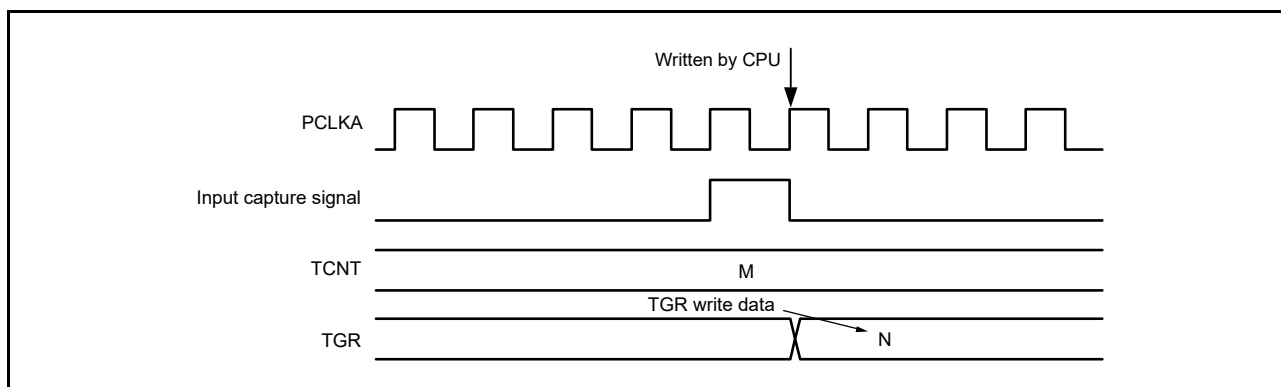 Written by CPU
PCLKA
Input capture signal
TCNT
M
TGR write data
TGR
N